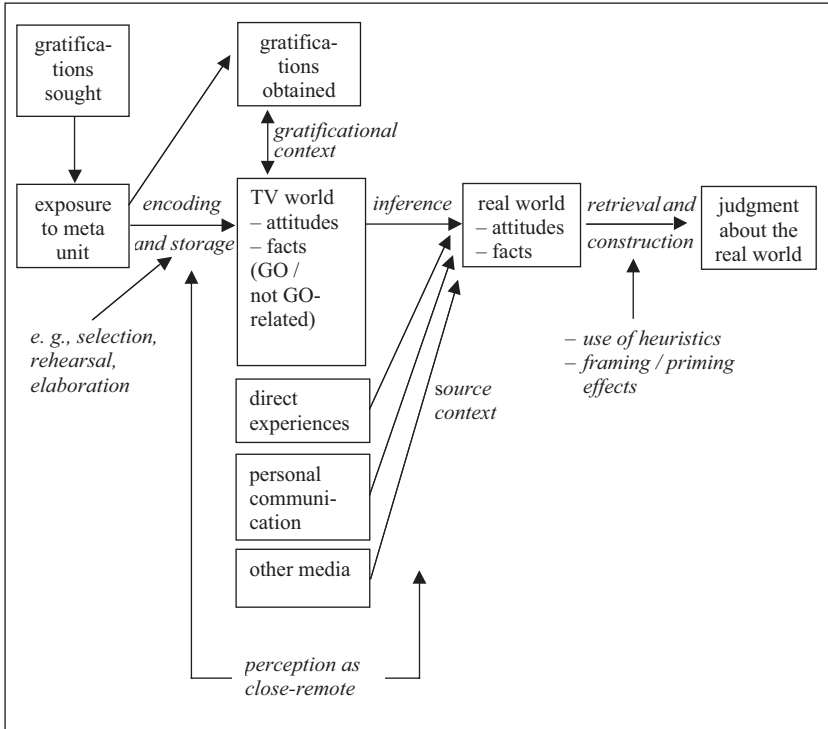 gratifica-
tions
sought
gratifica-
tions
obtained
gratificational
context
exposure
to meta
unit
encoding
and storage
TV world
– attitudes
– facts
(GO /
not GO-
related)
inference
real world
– attitudes
– facts
retrieval and
construction
judgment
about the
real world
e. g., selection,
rehearsal,
elaboration
– use of heuristics
– framing / priming
effects
direct
experiences
source
context
personal
communi-
cation
other media
perception as
close-remote